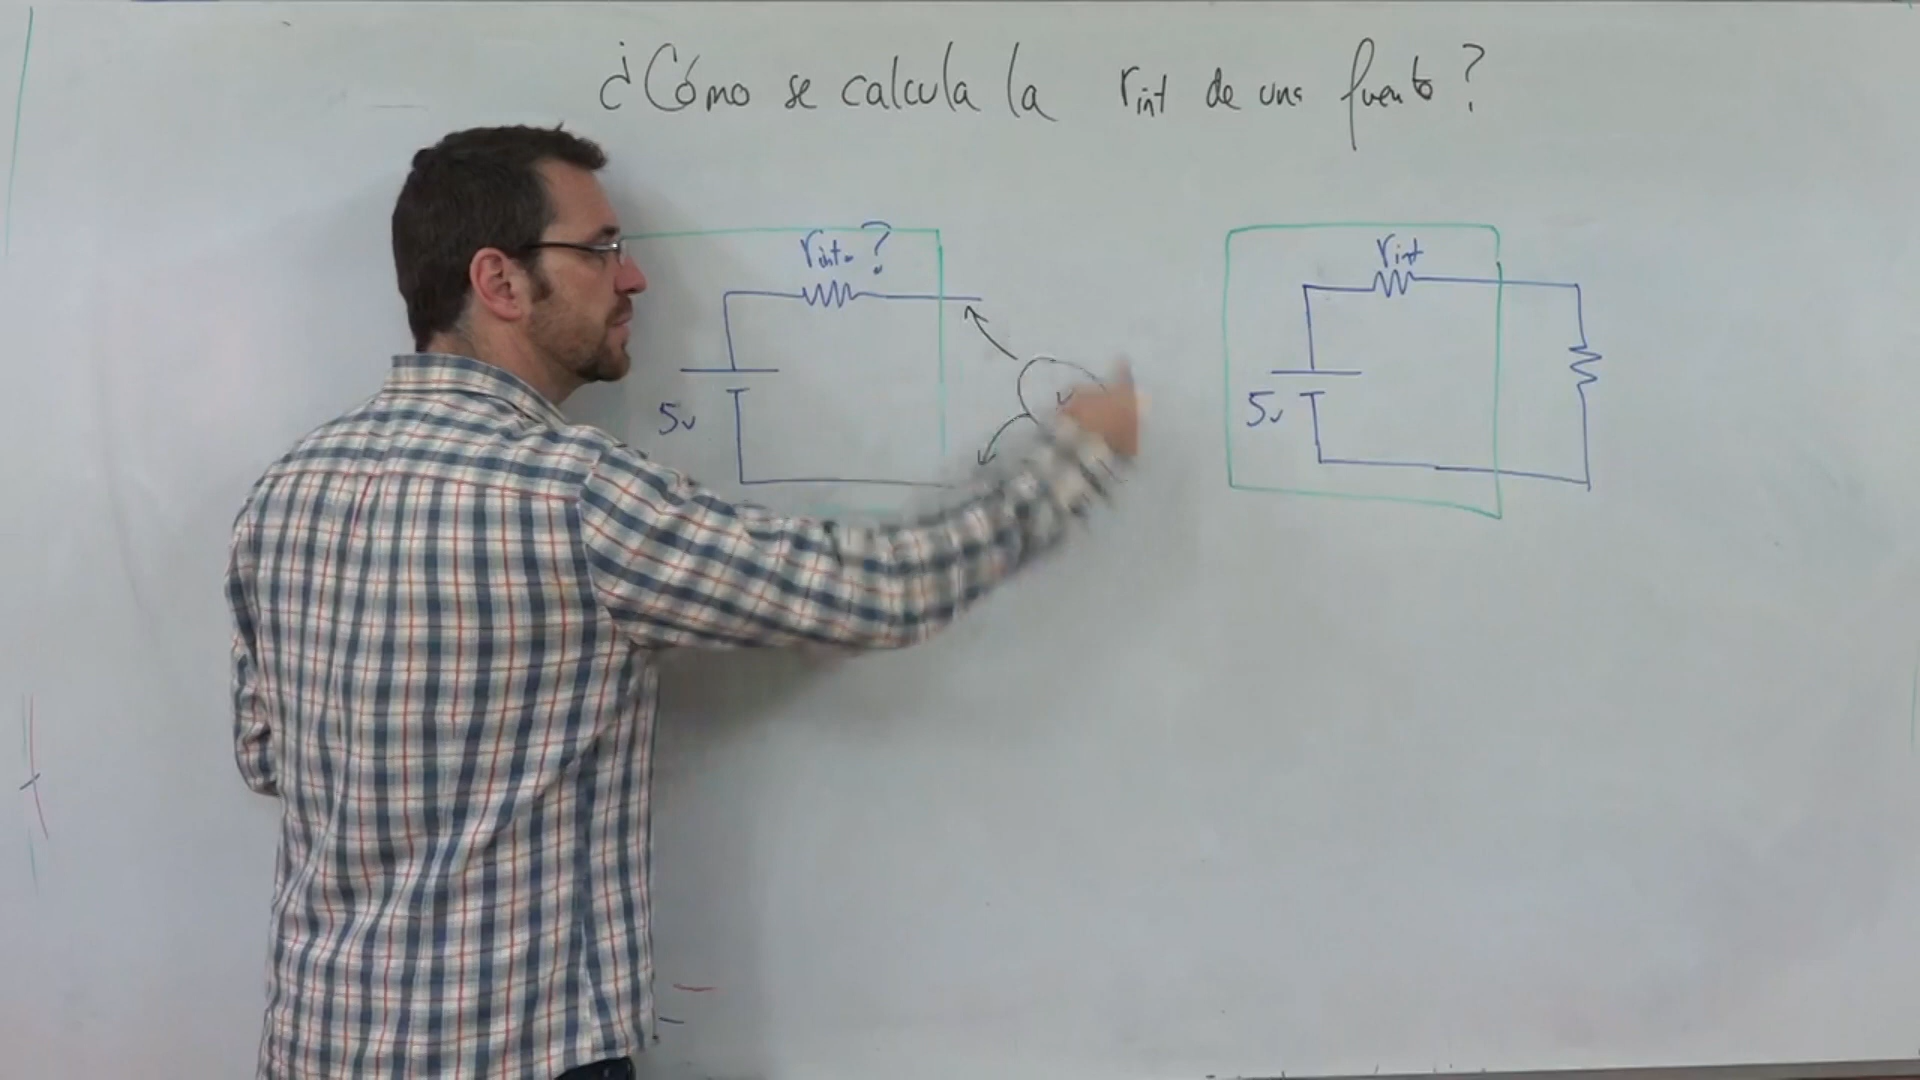 ¿Cómo se calcula la rint de una fuente?
rint. ?
5v
v
rint
5v